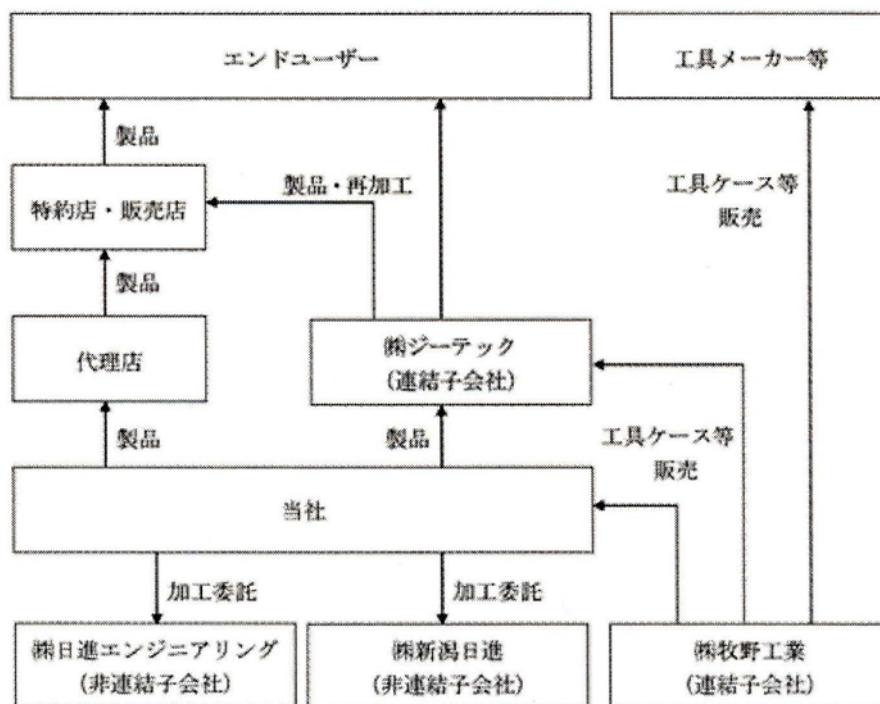 エンドユーザー
工具メーカー等
製品
特約店・販売店
製品・再加工
工具ケース等
販売
製品
代理店
㈱ジーテック
(連結子会社)
製品
製品
工具ケース等
販売
当社
加工委託
加工委託
㈱日進エンジニアリング
(非連結子会社)
㈱新潟日進
(非連結子会社)
㈱牧野工業
(連結子会社)